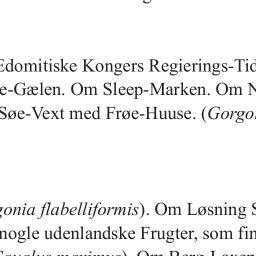 Edomitiske Kongers Regierings-Tid
e-Gælen. Om Sleep-Marken. Om N
Søe-Vext med Frøe-Huuse. (Gorgo
gonia flabelliformis). Om Løsning S
nogle udenlandske Frugter, som fin